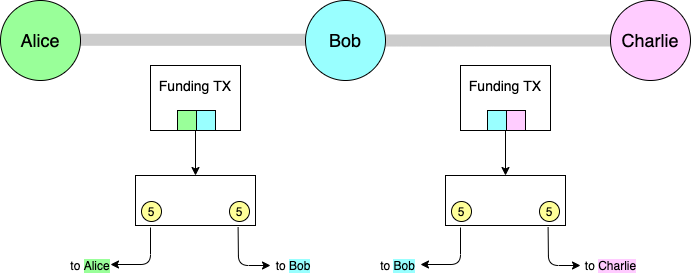 Alice
Bob
Charlie
Funding TX
Funding TX
5
5
5
5
to Alice
to Bob
to Bob
to Charlie